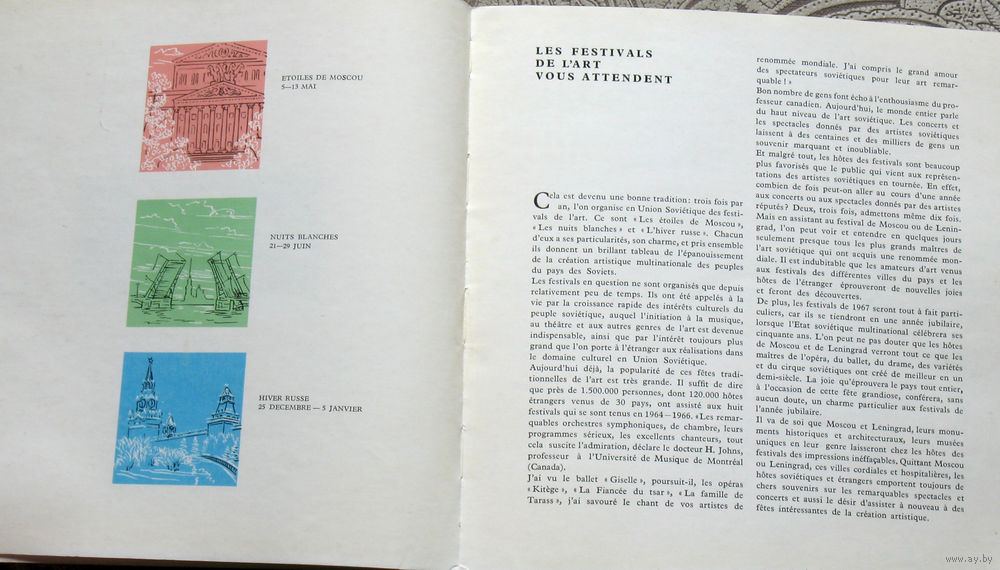 ETOILES DE MOSCOU
5—13 MAI
NUITS BLANCHES
21—29 JUIN
HIVER RUSSE
25 DECEMBRE — 5 JANVIER
LES FESTIVALS
DE L'ART
VOUS ATTENDENT
Cela est devenu une bonne tradition : trois fois par
an, l'on organise en Union Soviétique des festi-
vals de l'art. Ce sont « Les étoiles de Moscou »,
« Les nuits blanches » et « L'hiver russe ». Chacun
d'eux a ses particularités, son charme, et pris ensemble
ils donnent un brillant tableau de l'épanouissement
de la création artistique multinationale des peuples
du pays des Soviets.
Les festivals en question ne sont organisés que depuis
relativement peu de temps. Ils ont été appelés à la
vie par la croissance rapide des intérêts culturels du
peuple soviétique, auquel l'initiation à la musique,
au théâtre et aux autres genres de l'art est devenue
indispensable, ainsi que par l'intérêt toujours plus
grand que l'on porte à l'étranger aux réalisations dans
le domaine culturel en Union Soviétique.
Aujourd'hui déjà, la popularité de ces fêtes tradi-
tionnelles de l'art est très grande. Il suffit de dire
que près de 1.500.000 personnes, dont 120.000 hôtes
étrangers venus de 30 pays, ont assisté aux huit
festivals qui se sont tenus en 1964—1966. «Les remar-
quables orchestres symphoniques, de chambre, leurs
programmes sérieux, les excellents chanteurs, tout
cela suscite l'admiration, déclare le docteur H. Johns,
professeur à l'Université de Musique de Montréal
(Canada).
J'ai vu le ballet « Giselle », poursuit-il, les opéras
« Kitège », « La Fiancée du tsar », « La famille de
Tarass », j'ai savouré le chant de vos artistes de
renommée mondiale. J'ai compris le grand amour
des spectateurs soviétiques pour leur art remar-
quable ! »
Bon nombre de gens font écho à l'enthousiasme du pro-
fesseur canadien. Aujourd'hui, le monde entier parle
du haut niveau de l'art soviétique. Les concerts et
les spectacles donnés par des artistes soviétiques
laissent à des centaines et des milliers de gens un
souvenir marquant et inoubliable.
Et malgré tout, les hôtes des festivals sont beaucoup
plus favorisés que le public qui vient aux représen-
tations des artistes soviétiques en tournée. En effet,
combien de fois peut-on aller au cours d'une année
aux concerts ou aux spectacles donnés par des artistes
réputés ? Deux, trois fois, admettons même dix fois.
Mais en assistant au festival de Moscou ou de Lenin-
grad, l'on peut voir et entendre en quelques jours
seulement presque tous les plus grands maîtres de
l'art soviétique qui ont acquis une renommée mon-
diale. Il est indubitable que les amateurs d'art venus
aux festivals des différentes villes du pays et les
hôtes de l'étranger éprouveront de nouvelles joies
et feront des découvertes.
De plus, les festivals de 1967 seront tout à fait parti-
culiers, car ils se tiendront en une année jubilaire,
lorsque l'Etat soviétique multinational célébrera ses
cinquante ans. L'on peut ne pas douter que les hôtes
de Moscou et de Leningrad verront tout ce que les
maîtres de l'opéra, du ballet, du drame, des variétés
et du cirque soviétiques ont créé de meilleur en un
demi-siècle. La joie qu'éprouvera le pays tout entier,
à l'occasion de cette fête grandiose, conférera, sans
aucun doute, un charme particulier aux festivals de
l'année jubilaire.
Il va de soi que Moscou et Leningrad, leurs monu-
ments historiques et architecturaux, leurs musées
uniques en leur genre laisseront chez les hôtes des
festivals des impressions ineffaçables. Quittant Moscou
ou Leningrad, ces villes cordiales et hospitalières, les
hôtes soviétiques et étrangers emportent toujours de
chers souvenirs sur les remarquables spectacles et
concerts et aussi le désir d'assister à nouveau à des
fêtes intéressantes de la création artistique.
www.ay.by